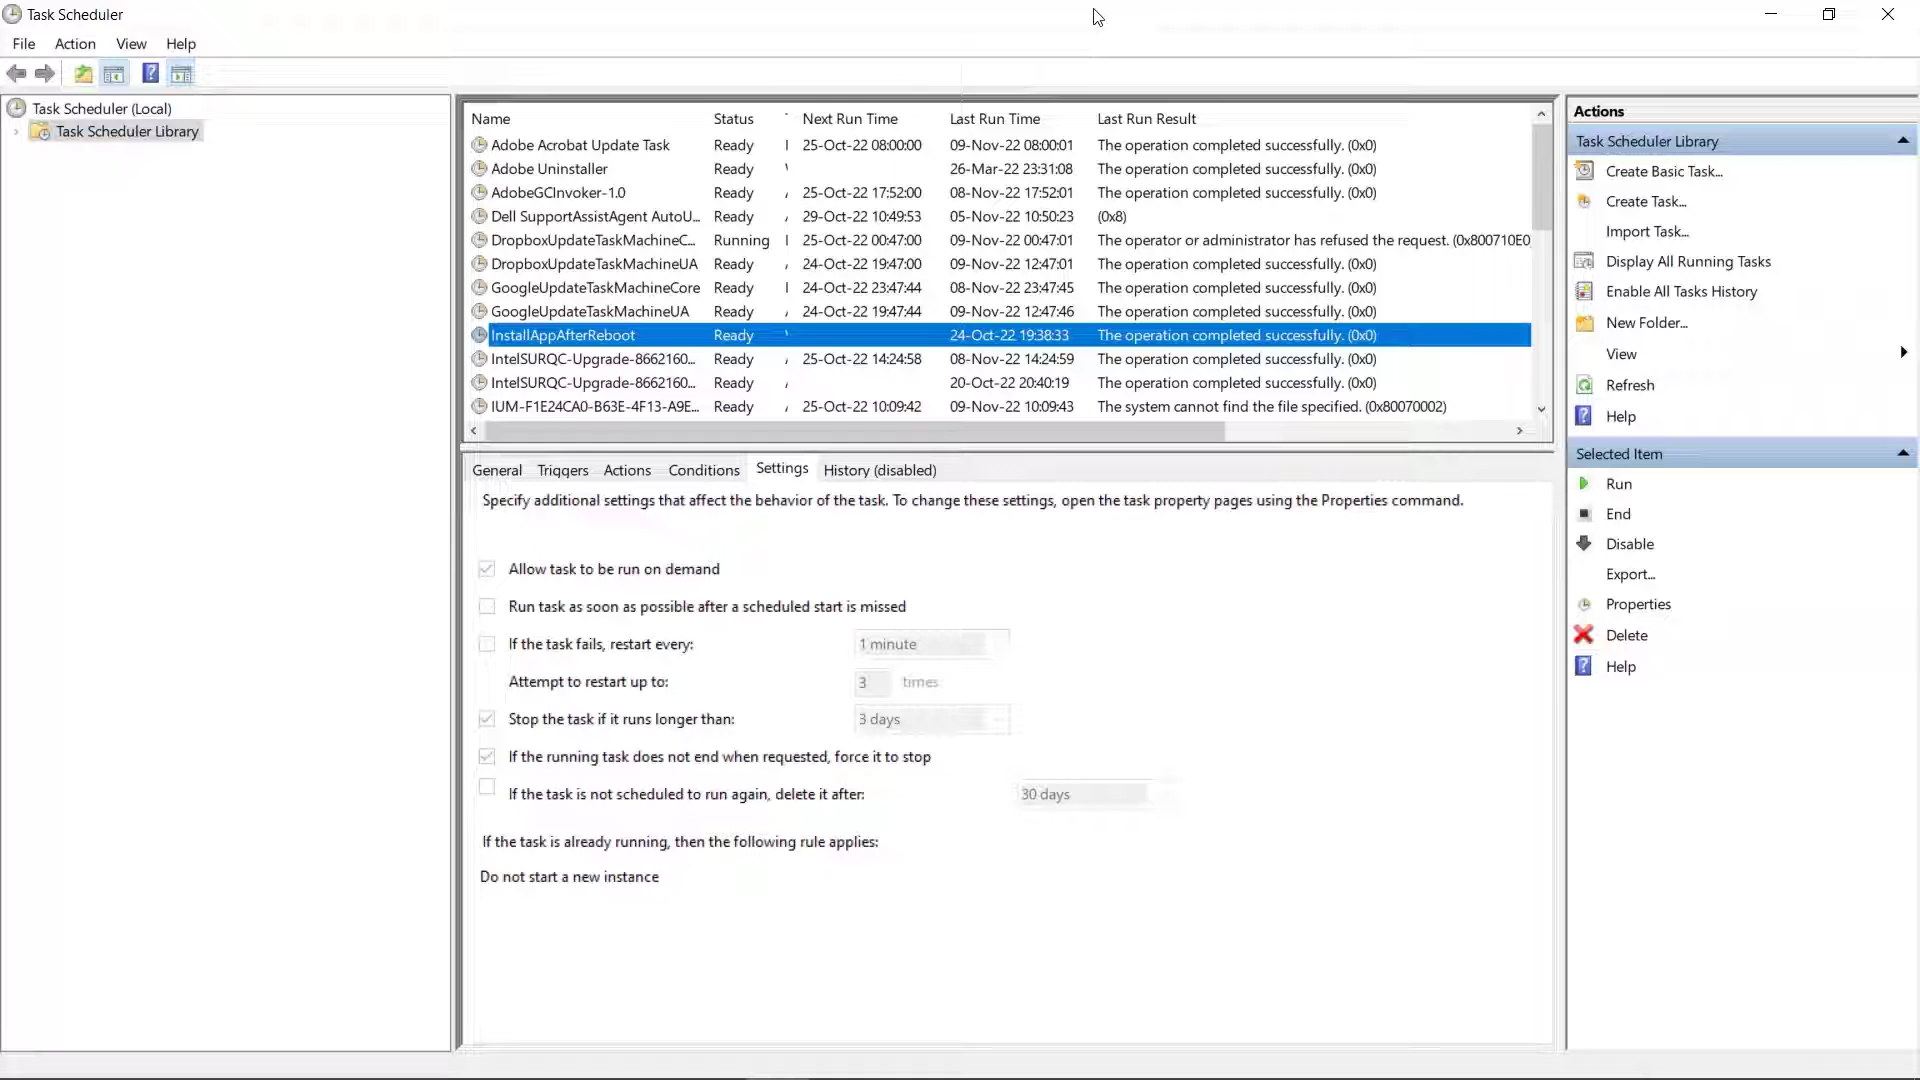 Task Scheduler
File Action View Help
Task Scheduler (Local)
Task Scheduler Library
Name Status Next Run Time Last Run Time Last Run Result
Adobe Acrobat Update Task Ready 25-Oct-22 08:00:00 09-Nov-22 08:00:01 The operation completed successfully. (0x0)
Adobe Uninstaller Ready 26-Mar-22 23:31:08 The operation completed successfully. (0x0)
AdobeGCInvoker-1.0 Ready 25-Oct-22 17:52:00 08-Nov-22 17:52:01 The operation completed successfully. (0x0)
Dell SupportAssistAgent AutoU... Ready 29-Oct-22 10:49:53 05-Nov-22 10:50:23 (0x8)
DropboxUpdateTaskMachineC... Running 25-Oct-22 00:47:00 09-Nov-22 00:47:01 The operator or administrator has refused the request. (0x800710E0)
DropboxUpdateTaskMachineUA Ready 24-Oct-22 19:47:00 09-Nov-22 12:47:01 The operation completed successfully. (0x0)
GoogleUpdateTaskMachineCore Ready 24-Oct-22 23:47:44 08-Nov-22 23:47:45 The operation completed successfully. (0x0)
GoogleUpdateTaskMachineUA Ready 24-Oct-22 19:47:44 09-Nov-22 12:47:46 The operation completed successfully. (0x0)
InstallAppAfterReboot Ready 24-Oct-22 19:38:33 The operation completed successfully. (0x0)
IntelSURQC-Upgrade-8662160... Ready 25-Oct-22 14:24:58 08-Nov-22 14:24:59 The operation completed successfully. (0x0)
IntelSURQC-Upgrade-8662160... Ready 20-Oct-22 20:40:19 The operation completed successfully. (0x0)
IUM-F1E24CA0-B63E-4F13-A9E... Ready 25-Oct-22 10:09:42 09-Nov-22 10:09:43 The system cannot find the file specified. (0x80070002)
General Triggers Actions Conditions Settings History (disabled)
Specify additional settings that affect the behavior of the task. To change these settings, open the task property pages using the Properties command.
Allow task to be run on demand
Run task as soon as possible after a scheduled start is missed
If the task fails, restart every: 1 minute
Attempt to restart up to: 3 times
Stop the task if it runs longer than: 3 days
If the running task does not end when requested, force it to stop
If the task is not scheduled to run again, delete it after: 30 days
If the task is already running, then the following rule applies:
Do not start a new instance
Actions
Task Scheduler Library
Create Basic Task...
Create Task...
Import Task...
Display All Running Tasks
Enable All Tasks History
New Folder...
View
Refresh
Help
Selected Item
Run
End
Disable
Export...
Properties
Delete
Help